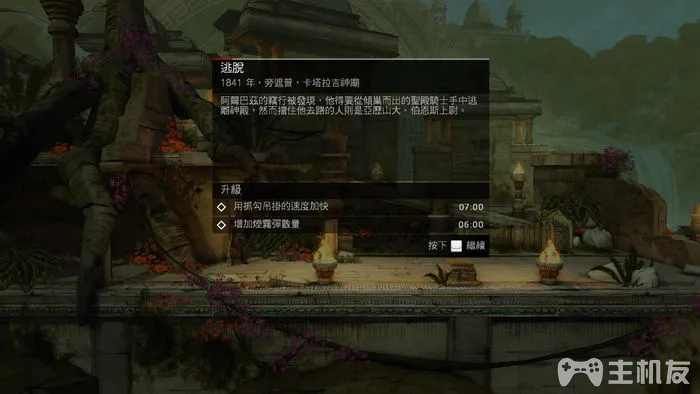 逃脫
1841 年，旁遮普，卡塔拉吉神廟
阿爾巴茲的竊行被發現，他得要從傾巢而出的聖殿騎士手中逃
離神殿，然而擋住他去路的人則是亞歷山大．伯恩斯上尉。
升級
用抓勾吊掛的速度加快 07:00
增加煙霧彈數量 06:00
按下 繼續
主机友